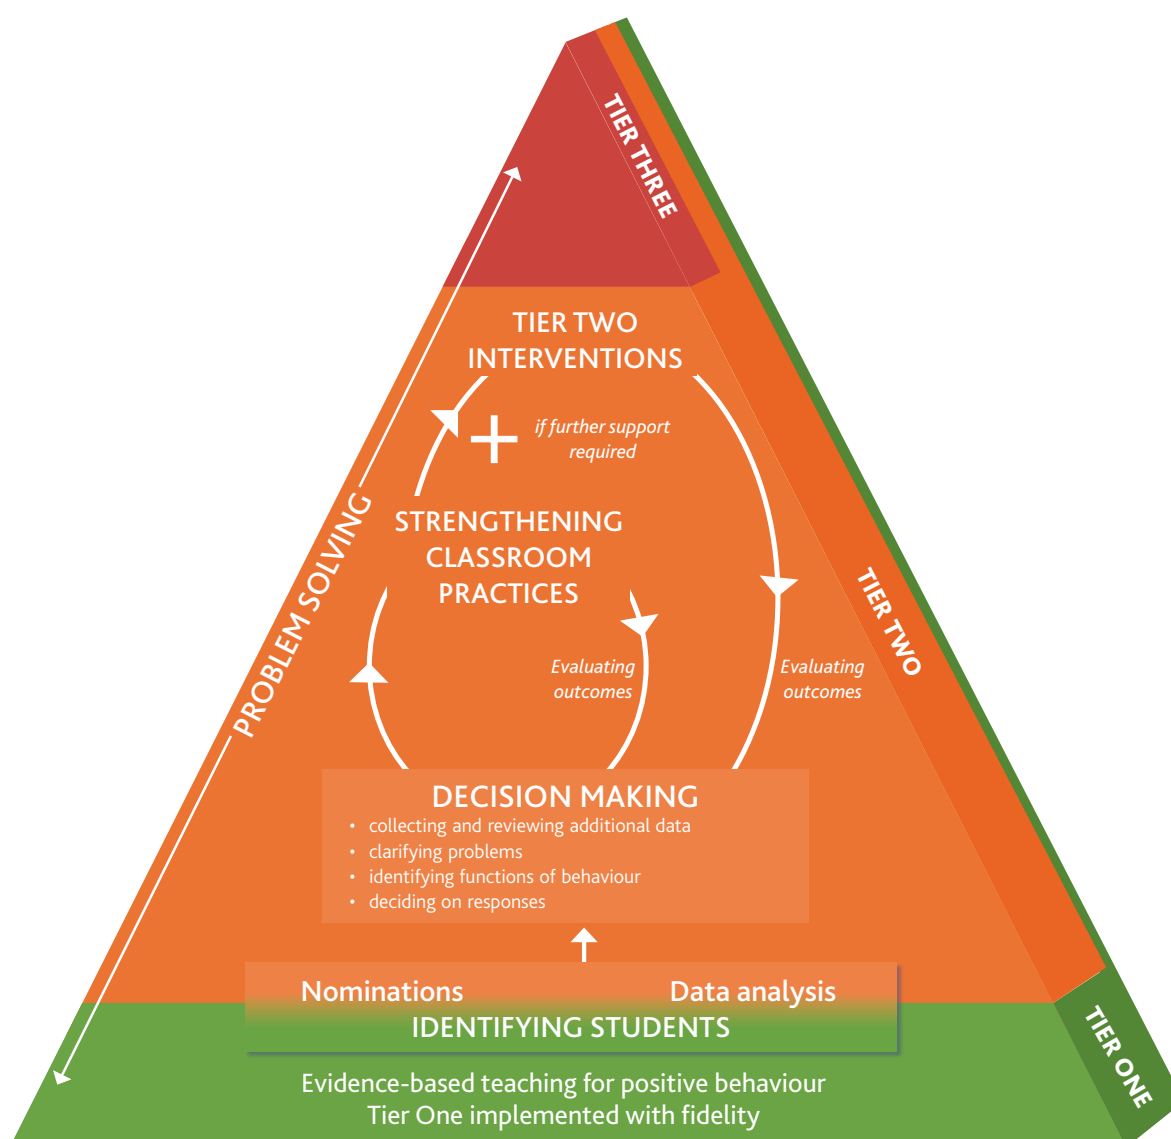 TIER THREE
TIER TWO
INTERVENTIONS
if further support
required
PROBLEM SOLVING
STRENGTHENING
CLASSROOM
PRACTICES
TIER TWO
Evaluating
outcomes
Evaluating
outcomes
DECISION MAKING
• collecting and reviewing additional data
• clarifying problems
• identifying functions of behaviour
• deciding on responses
Nominations Data analysis
IDENTIFYING STUDENTS
TIER ONE
Evidence-based teaching for positive behaviour
Tier One implemented with fidelity